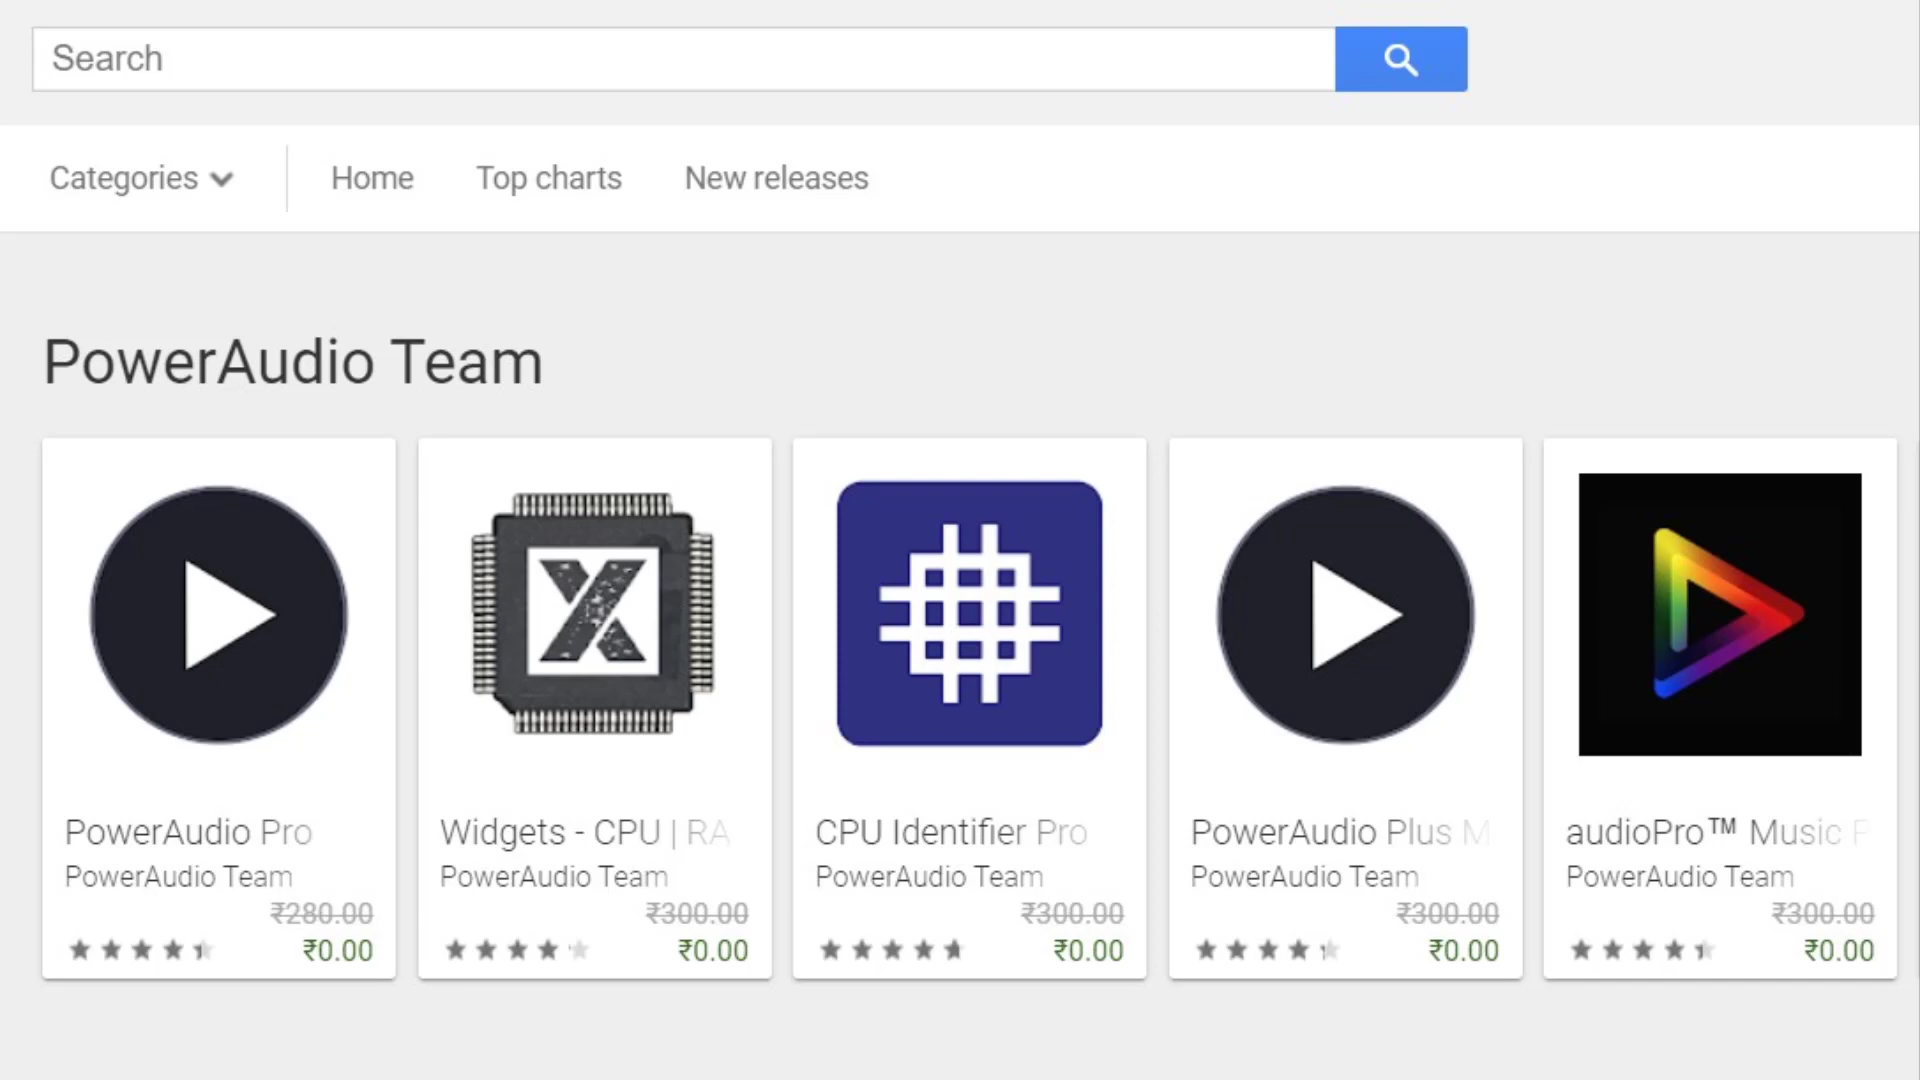 Search
Categories
Home
Top charts
New releases
PowerAudio Team
PowerAudio Pro
PowerAudio Team
₹280.00
₹0.00
Widgets - CPU | RA
PowerAudio Team
₹300.00
₹0.00
CPU Identifier Pro
PowerAudio Team
₹300.00
₹0.00
PowerAudio Plus M
PowerAudio Team
₹300.00
₹0.00
audioPro™ Music P
PowerAudio Team
₹300.00
₹0.00